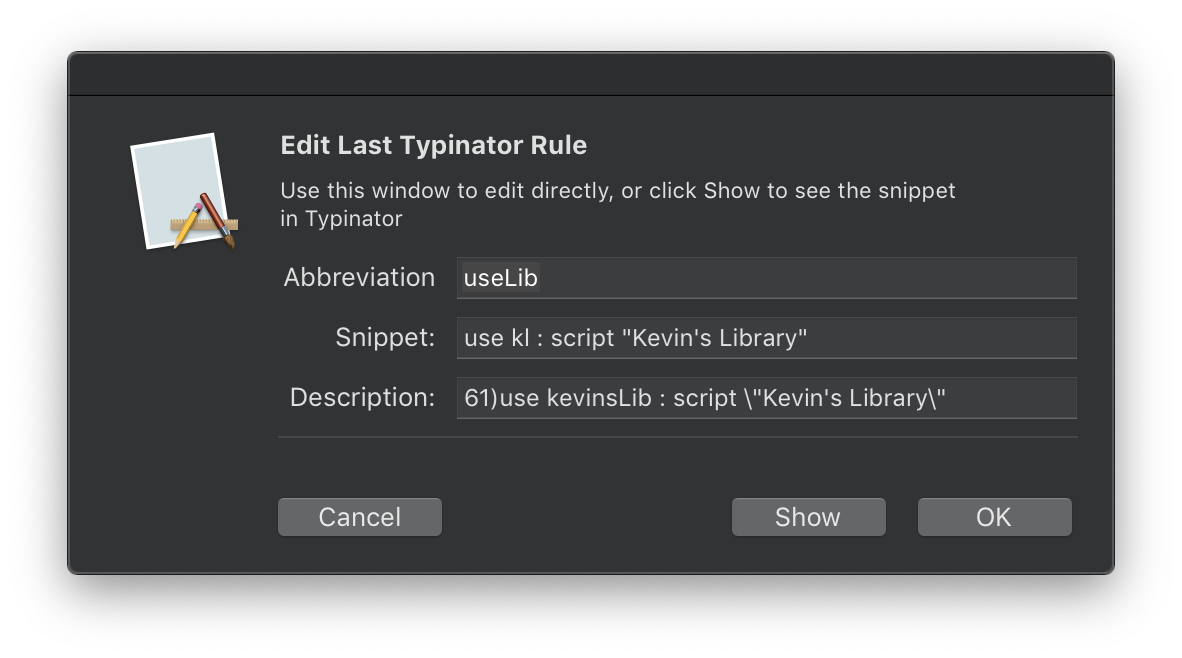 Edit Last Typinator Rule
Use this window to edit directly, or click Show to see the snippet
in Typinator
Abbreviation useLib
Snippet: use kl : script "Kevin's Library"
Description: 61)use kevinsLib : script \"Kevin's Library\"
Cancel Show OK